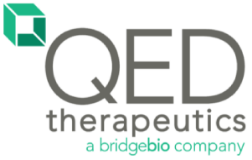 QED
therapeutics
a bridgebio company